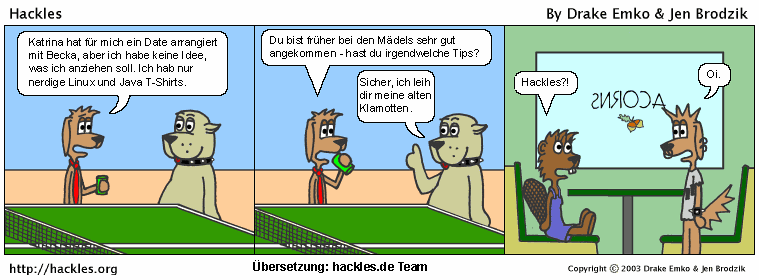 Hackles
By Drake Emko & Jen Brodzik
Katrina hat für mich ein Date arrangiert
mit Becka, aber ich habe keine Idee,
was ich anziehen soll. Ich hab nur
nerdige Linux und Java T-Shirts.
Du bist früher bei den Mädels sehr gut
angekommen - hast du irgendwelche Tips?
Sicher, ich leih
dir meine alten
Klamotten.
Hackles?!
Oi.
ACORNS
http://hackles.org
Übersetzung: hackles.de Team
Copyright © 2003 Drake Emko & Jen Brodzik